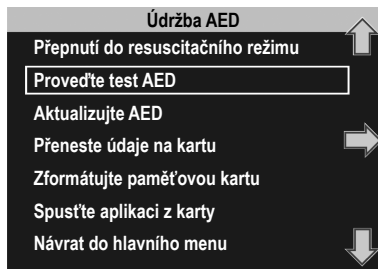 Údržba AED
Přepnutí do resuscitačního režimu
Proveďte test AED
Aktualizujte AED
Přeneste údaje na kartu
Zformátujte paměťovou kartu
Spusťte aplikaci z karty
Návrat do hlavního menu